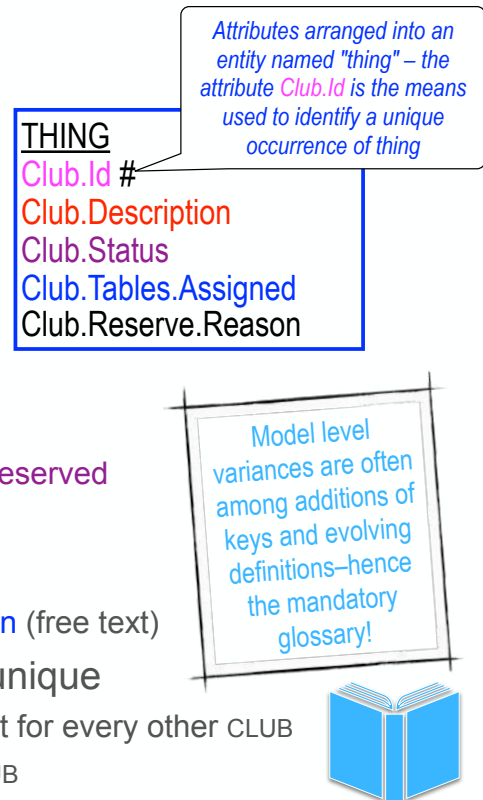 Attributes arranged into an
entity named "thing" – the
attribute Club.Id is the means
used to identify a unique
occurrence of thing
THING
Club.Id #
Club.Description
Club.Status
Club.Tables.Assigned
Club.Reserve.Reason
Model level
variances are often
among additions of
keys and evolving
definitions–hence
the mandatory
glossary!
eserved
n (free text)
unique
t for every other CLUB
UB